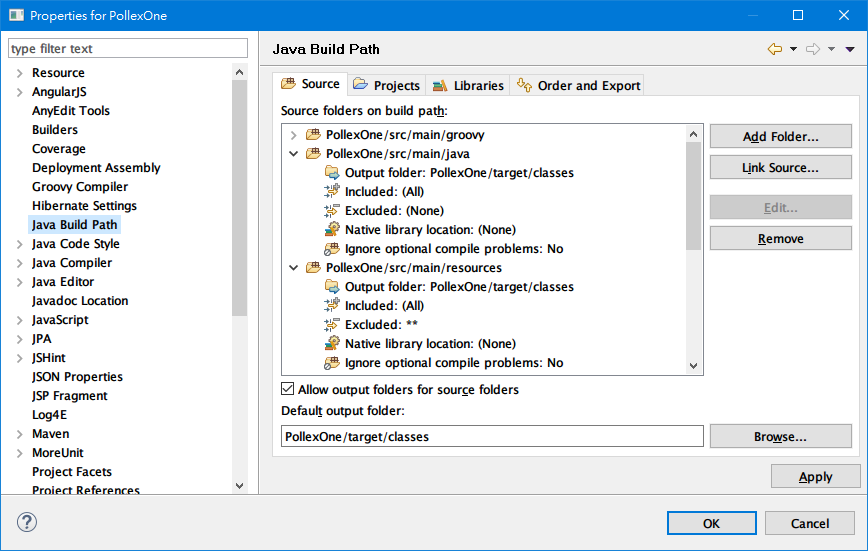 Properties for PollexOne
type filter text
Resource
AngularJS
AnyEdit Tools
Builders
Coverage
Deployment Assembly
Groovy Compiler
Hibernate Settings
Java Build Path
Java Code Style
Java Compiler
Java Editor
Javadoc Location
JavaScript
JPA
JSHint
JSON Properties
JSP Fragment
Log4E
Maven
MoreUnit
Project Facets
Project References
Java Build Path
Source
Projects
Libraries
Order and Export
Source folders on build path:
PollexOne/src/main/groovy
PollexOne/src/main/java
Output folder: PollexOne/target/classes
Included: (All)
Excluded: (None)
Native library location: (None)
Ignore optional compile problems: No
PollexOne/src/main/resources
Output folder: PollexOne/target/classes
Included: (All)
Excluded: **
Native library location: (None)
Ignore optional compile problems: No
Add Folder...
Link Source...
Edit...
Remove
Allow output folders for source folders
Default output folder:
PollexOne/target/classes
Browse...
Apply
?
OK
Cancel